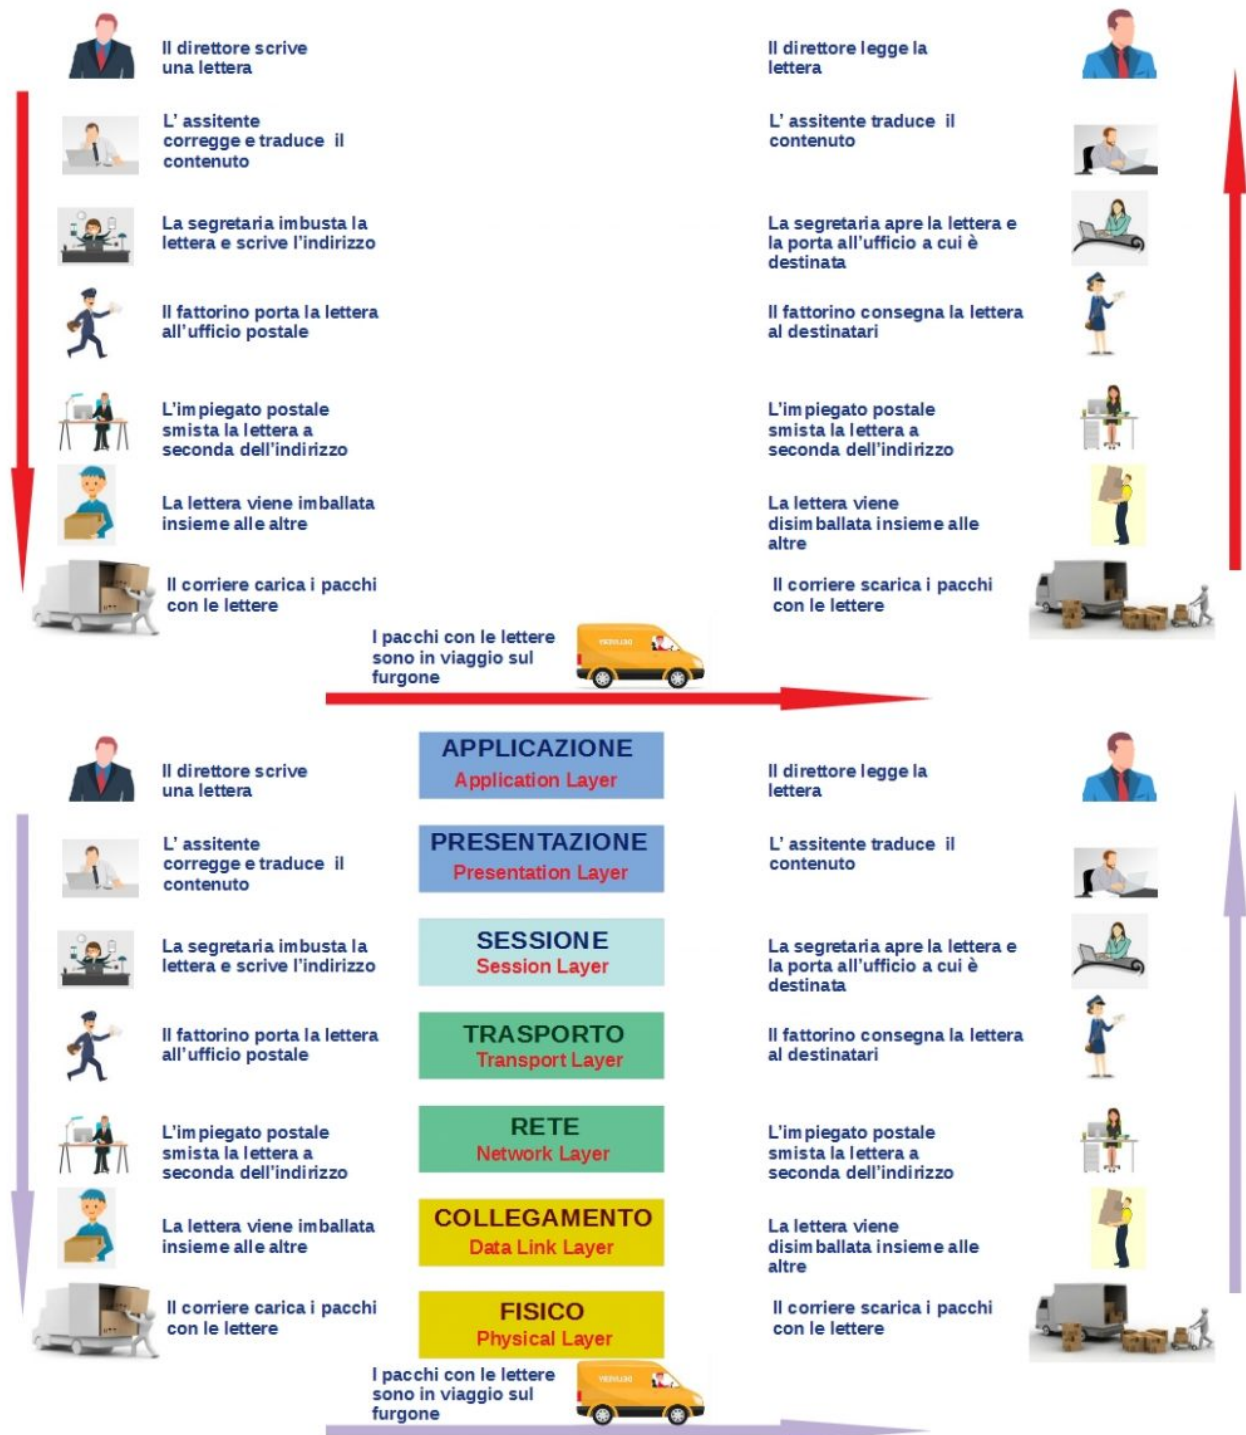 Il direttore scrive
una lettera
Il direttore legge la
lettera
L' assitente
corregge e traduce il
contenuto
L' assitente traduce il
contenuto
La segretaria imbusta la
lettera e scrive l'indirizzo
La segretaria apre la lettera e
la porta all'ufficio a cui è
destinata
Il fattorino porta la lettera
all'ufficio postale
Il fattorino consegna la lettera
al destinatari
L'impiegato postale
smista la lettera a
seconda dell'indirizzo
L'impiegato postale
smista la lettera a
seconda dell'indirizzo
La lettera viene imballata
insieme alle altre
La lettera viene
disimballata insieme alle
altre
Il corriere carica i pacchi
con le lettere
Il corriere scarica i pacchi
con le lettere
I pacchi con le lettere
sono in viaggio sul
furgone
Il direttore scrive
una lettera
APPLICAZIONE
Application Layer
Il direttore legge la
lettera
L' assitente
corregge e traduce il
contenuto
PRESENTAZIONE
Presentation Layer
L' assitente traduce il
contenuto
La segretaria imbusta la
lettera e scrive l'indirizzo
SESSIONE
Session Layer
La segretaria apre la lettera e
la porta all'ufficio a cui è
destinata
Il fattorino porta la lettera
all'ufficio postale
TRASPORTO
Transport Layer
Il fattorino consegna la lettera
al destinatari
L'impiegato postale
smista la lettera a
seconda dell'indirizzo
RETE
Network Layer
L'impiegato postale
smista la lettera a
seconda dell'indirizzo
La lettera viene imballata
insieme alle altre
COLLEGAMENTO
Data Link Layer
La lettera viene
disimballata insieme alle
altre
Il corriere carica i pacchi
con le lettere
FISICO
Physical Layer
Il corriere scarica i pacchi
con le lettere
I pacchi con le lettere
sono in viaggio sul
furgone